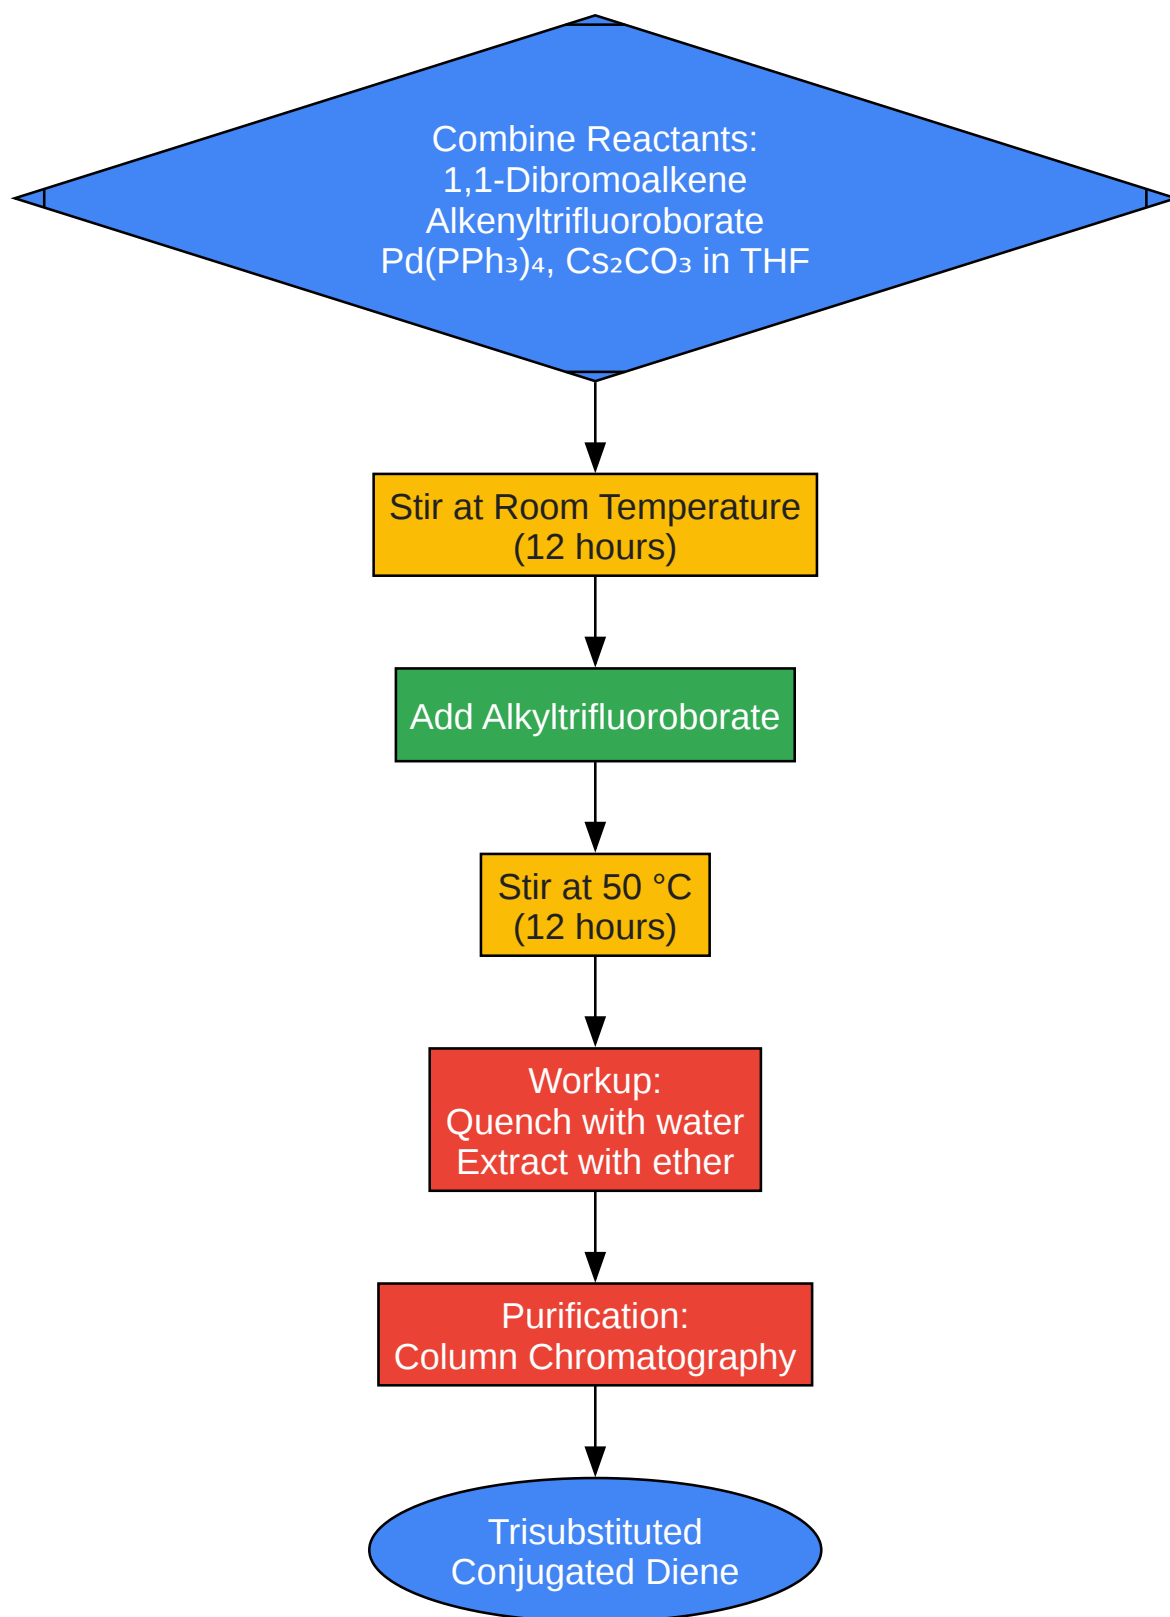 Combine Reactants:
1,1-Dibromoalkene
Alkenyltrifluoroborate
Pd(PPh₃)₄, Cs₂CO₃ in THF
Stir at Room Temperature
(12 hours)
Add Alkyltrifluoroborate
Stir at 50 °C
(12 hours)
Workup:
Quench with water
Extract with ether
Purification:
Column Chromatography
Trisubstituted
Conjugated Diene